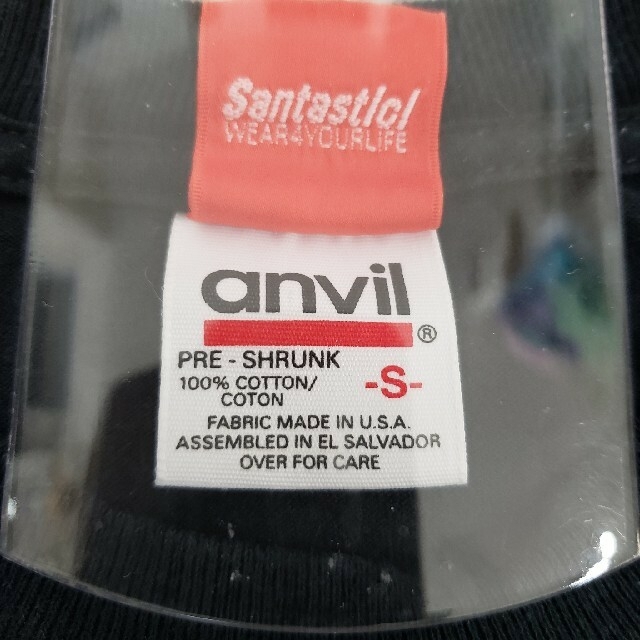 Santastic!
WEAR4YOURLIFE
anvil
®
PRE - SHRUNK
100% COTTON/
COTON
-S-
FABRIC MADE IN U.S.A.
ASSEMBLED IN EL SALVADOR
OVER FOR CARE